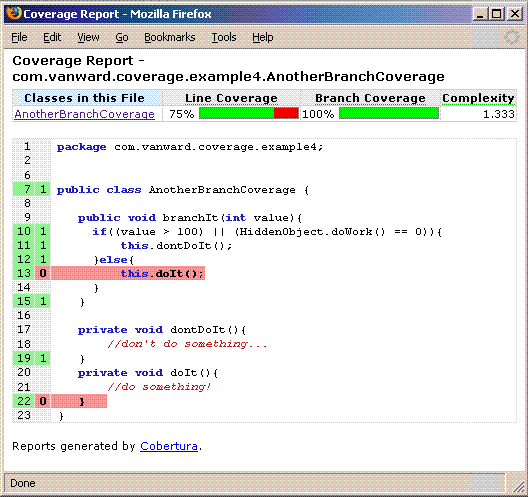 Coverage Report - Mozilla Firefox
File Edit View Go Bookmarks Tools Help
Coverage Report -
com.vanward.coverage.example4.AnotherBranchCoverage
Classes in this File Line Coverage Branch Coverage Complexity
AnotherBranchCoverage 75% 100% 1.333
1 package com.vanward.coverage.example4;
2
6
7 1 public class AnotherBranchCoverage {
8
9 public void branchIt(int value){
10 1 if((value > 100) || (HiddenObject.doWork() == 0)){
11 1 this.dontDoIt();
12 1 }else{
13 0 this.doIt();
14 }
15 1 }
16
17 private void dontDoIt(){
18 //don't do something...
19 1 }
20 private void doIt(){
21 //do something!
22 0 }
23 }
Reports generated by Cobertura.
Done